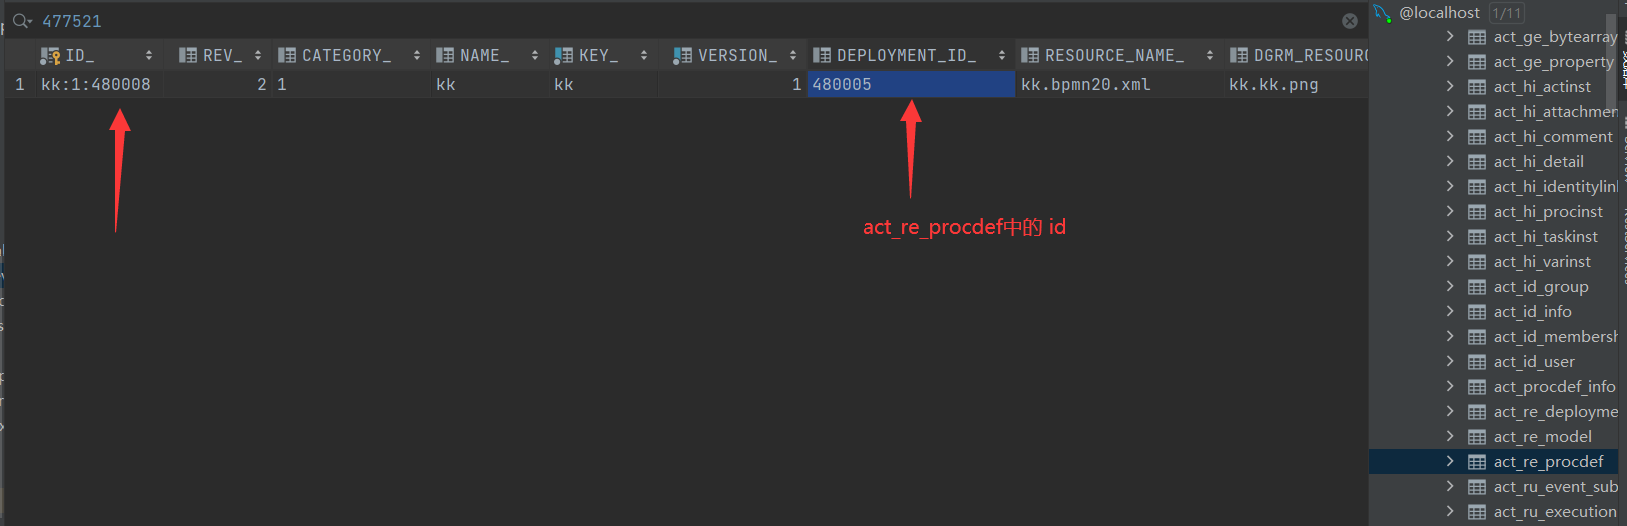 477521
@localhost 1/11
ID_ REV_ CATEGORY_ NAME_ KEY_ VERSION_ DEPLOYMENT_ID_ RESOURCE_NAME_ DGRM_RESOUR
1 kk:1:480008 2 1 kk kk 1 480005 kk.bpmn20.xml kk.kk.png
act_re_procdef中的 id
act_ge_bytearray
act_ge_property
act_hi_actinst
act_hi_attachmen
act_hi_comment
act_hi_detail
act_hi_identitylin
act_hi_procinst
act_hi_taskinst
act_hi_varinst
act_id_group
act_id_info
act_id_membersh
act_id_user
act_procdef_info
act_re_deployme
act_re_model
act_re_procdef
act_ru_event_sub
act_ru_execution